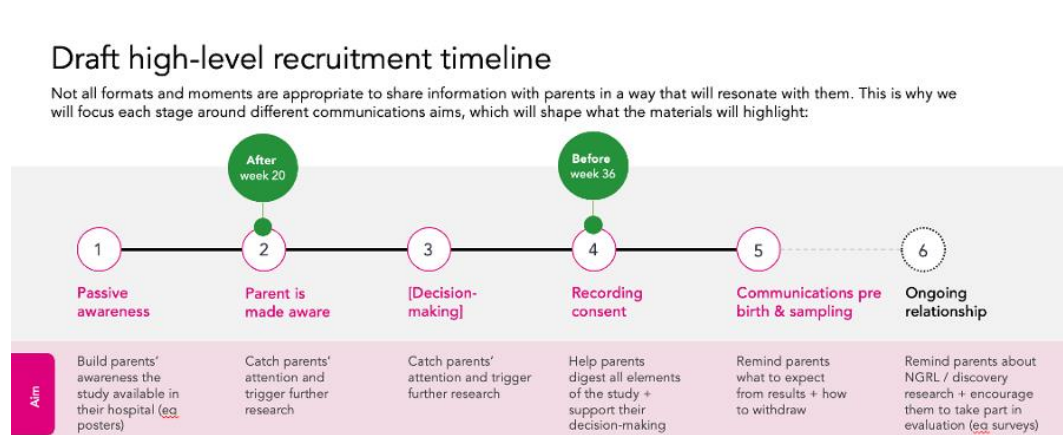 Draft high-level recruitment timeline
Not all formats and moments are appropriate to share information with parents in a way that will resonate with them. This is why we
will focus each stage around different communications aims, which will shape what the materials will highlight:
After
week 20
Before
week 36
1
2
3
4
5
6
Passive
awareness
Parent is
made aware
[Decision-
making]
Recording
consent
Communications pre
birth & sampling
Ongoing
relationship
Aim
Build parents'
awareness the
study available in
their hospital (eg
posters)
Catch parents'
attention and
trigger further
research
Catch parents'
attention and trigger
further research
Help parents
digest all elements
of the study +
support their
decision-making
Remind parents
what to expect
from results + how
to withdraw
Remind parents about
NGRL / discovery
research + encourage
them to take part in
evaluation (eg surveys)